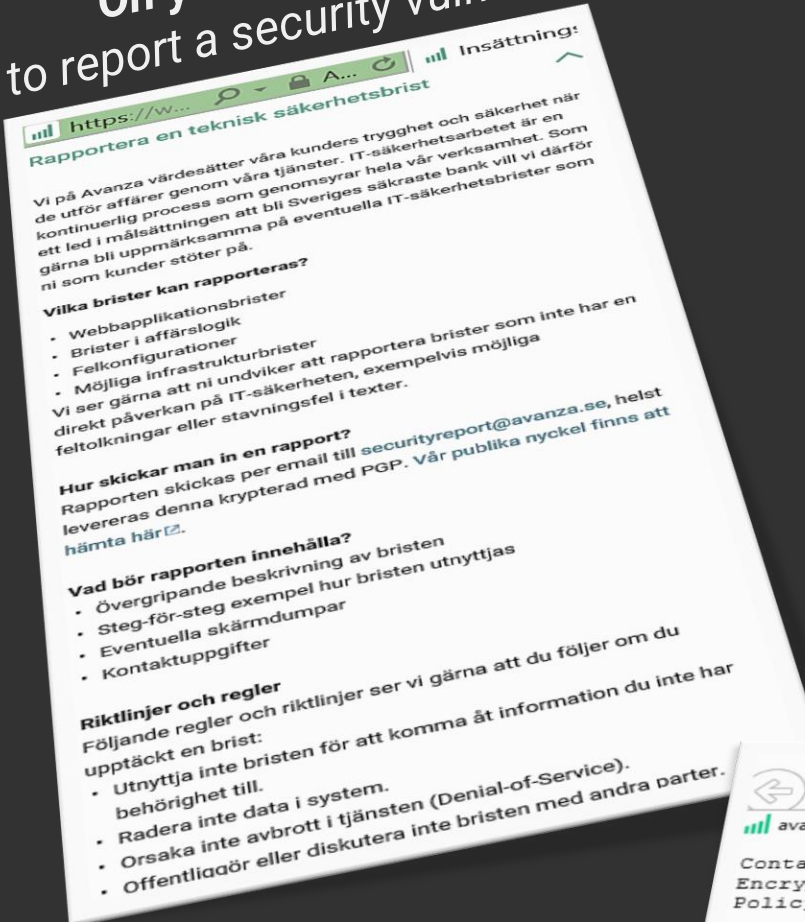 to report a security
https://w... A...
Insättning
Rapportera en teknisk säkerhetsbrist
Vi på Avanza värdesätter våra kunders trygghet och säkerhet när
de utför affärer genom våra tjänster. IT-säkerhetsarbetet är en
kontinuerlig process som genomsyrar hela vår verksamhet. Som
ett led i målsättningen att bli Sveriges säkraste bank vill vi därför
gärna bli uppmärksamma på eventuella IT-säkerhetsbrister som
ni som kunder stöter på.
Vilka brister kan rapporteras?
• Webbapplikationsbrister
• Brister i affärslogik
• Felkonfigurationer
• Möjliga infrastrukturbrister
Vi ser gärna att ni undviker att rapportera brister som inte har en
direkt påverkan på IT-säkerheten, exempelvis möjliga
feltolkningar eller stavningsfel i texter.
Hur skickar man in en rapport?
Rapporten skickas per email till securityreport@avanza.se, helst
levereras denna krypterad med PGP. Vår publika nyckel finns att
hämta här.
Vad bör rapporten innehålla?
• Övergripande beskrivning av bristen
• Steg-för-steg exempel hur bristen utnyttjas
• Eventuella skärmdumpar
• Kontaktuppgifter
Riktlinjer och regler
Följande regler och riktlinjer ser vi gärna att du följer om du
upptäckt en brist:
• Utnyttja inte bristen för att komma åt information du inte har
behörighet till.
• Radera inte data i system.
• Orsaka inte avbrott i tjänsten (Denial-of-Service).
• Offentliggör eller diskutera inte bristen med andra parter.
ava
Conta
Encry
Polic